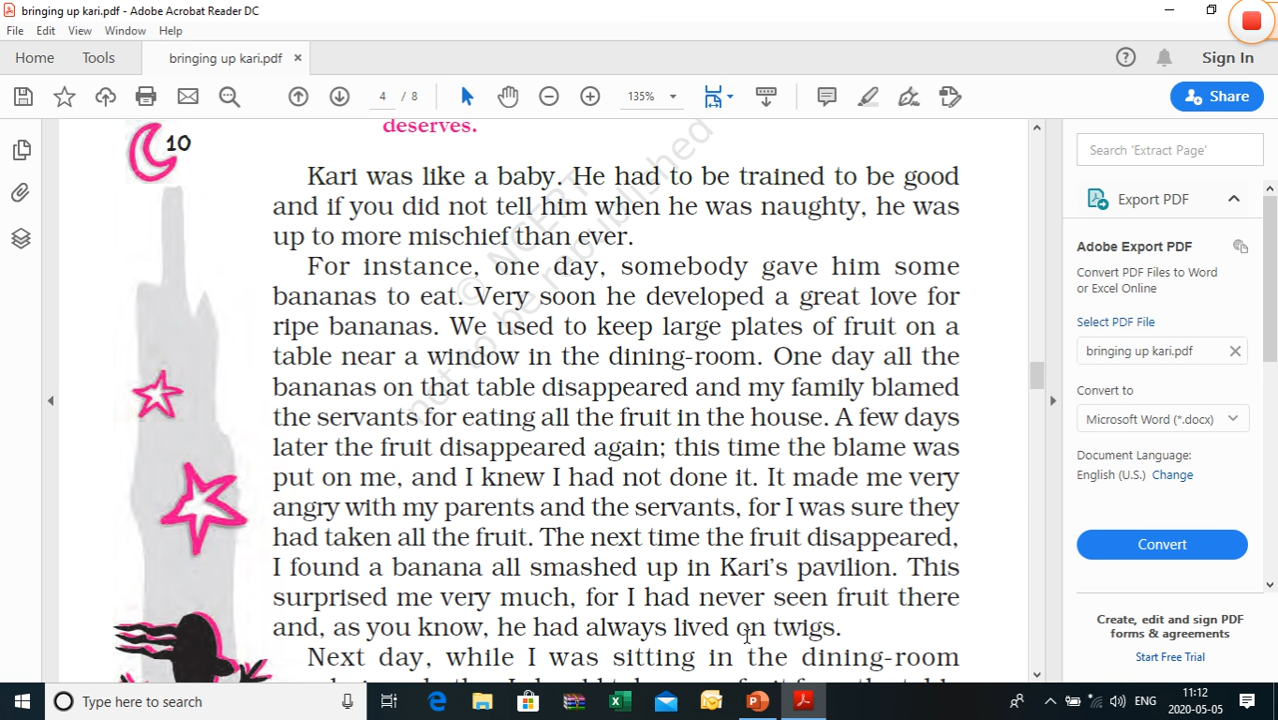 bringing up kari.pdf - Adobe Acrobat Reader DC
File Edit View Window Help
Home Tools bringing up kari.pdf × Sign In
4 / 8 135% Share
deserves.
10
Kari was like a baby. He had to be trained to be good
and if you did not tell him when he was naughty, he was
up to more mischief than ever.
For instance, one day, somebody gave him some
bananas to eat. Very soon he developed a great love for
ripe bananas. We used to keep large plates of fruit on a
table near a window in the dining-room. One day all the
bananas on that table disappeared and my family blamed
the servants for eating all the fruit in the house. A few days
later the fruit disappeared again; this time the blame was
put on me, and I knew I had not done it. It made me very
angry with my parents and the servants, for I was sure they
had taken all the fruit. The next time the fruit disappeared,
I found a banana all smashed up in Kari's pavilion. This
surprised me very much, for I had never seen fruit there
and, as you know, he had always lived on twigs.
Next day, while I was sitting in the dining-room
© NCERT
not to be republished
Search 'Extract Page'
Export PDF
Adobe Export PDF
Convert PDF Files to Word
or Excel Online
Select PDF File
bringing up kari.pdf
Convert to
Microsoft Word (*.docx)
Document Language:
English (U.S.) Change
Convert
Create, edit and sign PDF
forms & agreements
Start Free Trial
Type here to search
ENG
11:12
2020-05-05